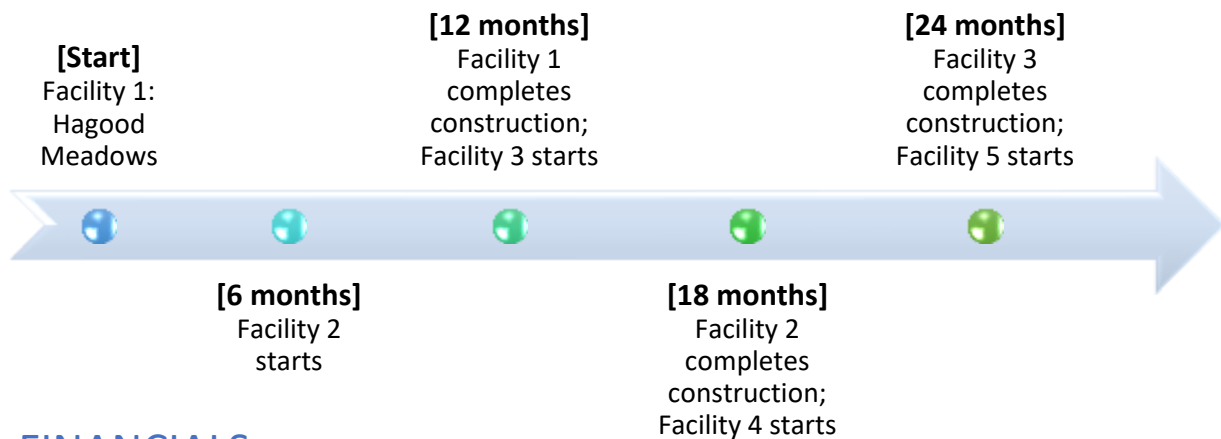 [Start]
Facility 1:
Hagood
Meadows
[6 months]
Facility 2
starts
[12 months]
Facility 1
completes
construction;
Facility 3 starts
[18 months]
Facility 2
completes
construction;
Facility 4 starts
[24 months]
Facility 3
completes
construction;
Facility 5 starts
FINANCIALS